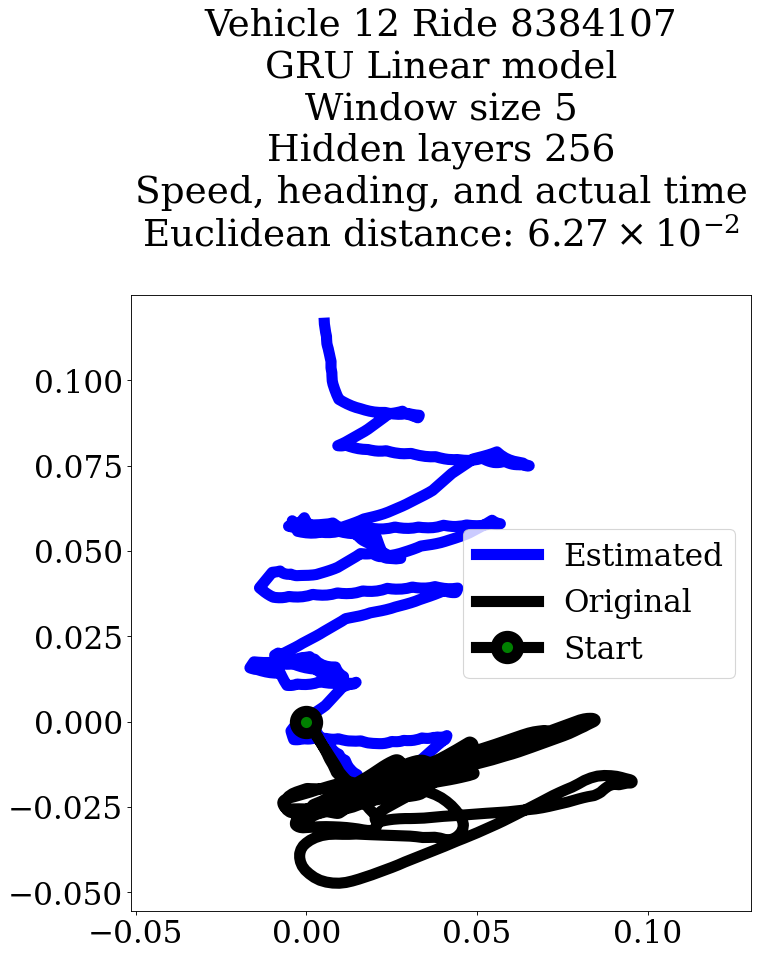 Vehicle 12 Ride 8384107
GRU Linear model
Window size 5
Hidden layers 256
Speed, heading, and actual time
Euclidean distance: 6.27 × 10⁻²
0.100
0.075
0.050
0.025
0.000
−0.025
−0.050
Estimated
Original
Start
−0.05
0.00
0.05
0.10